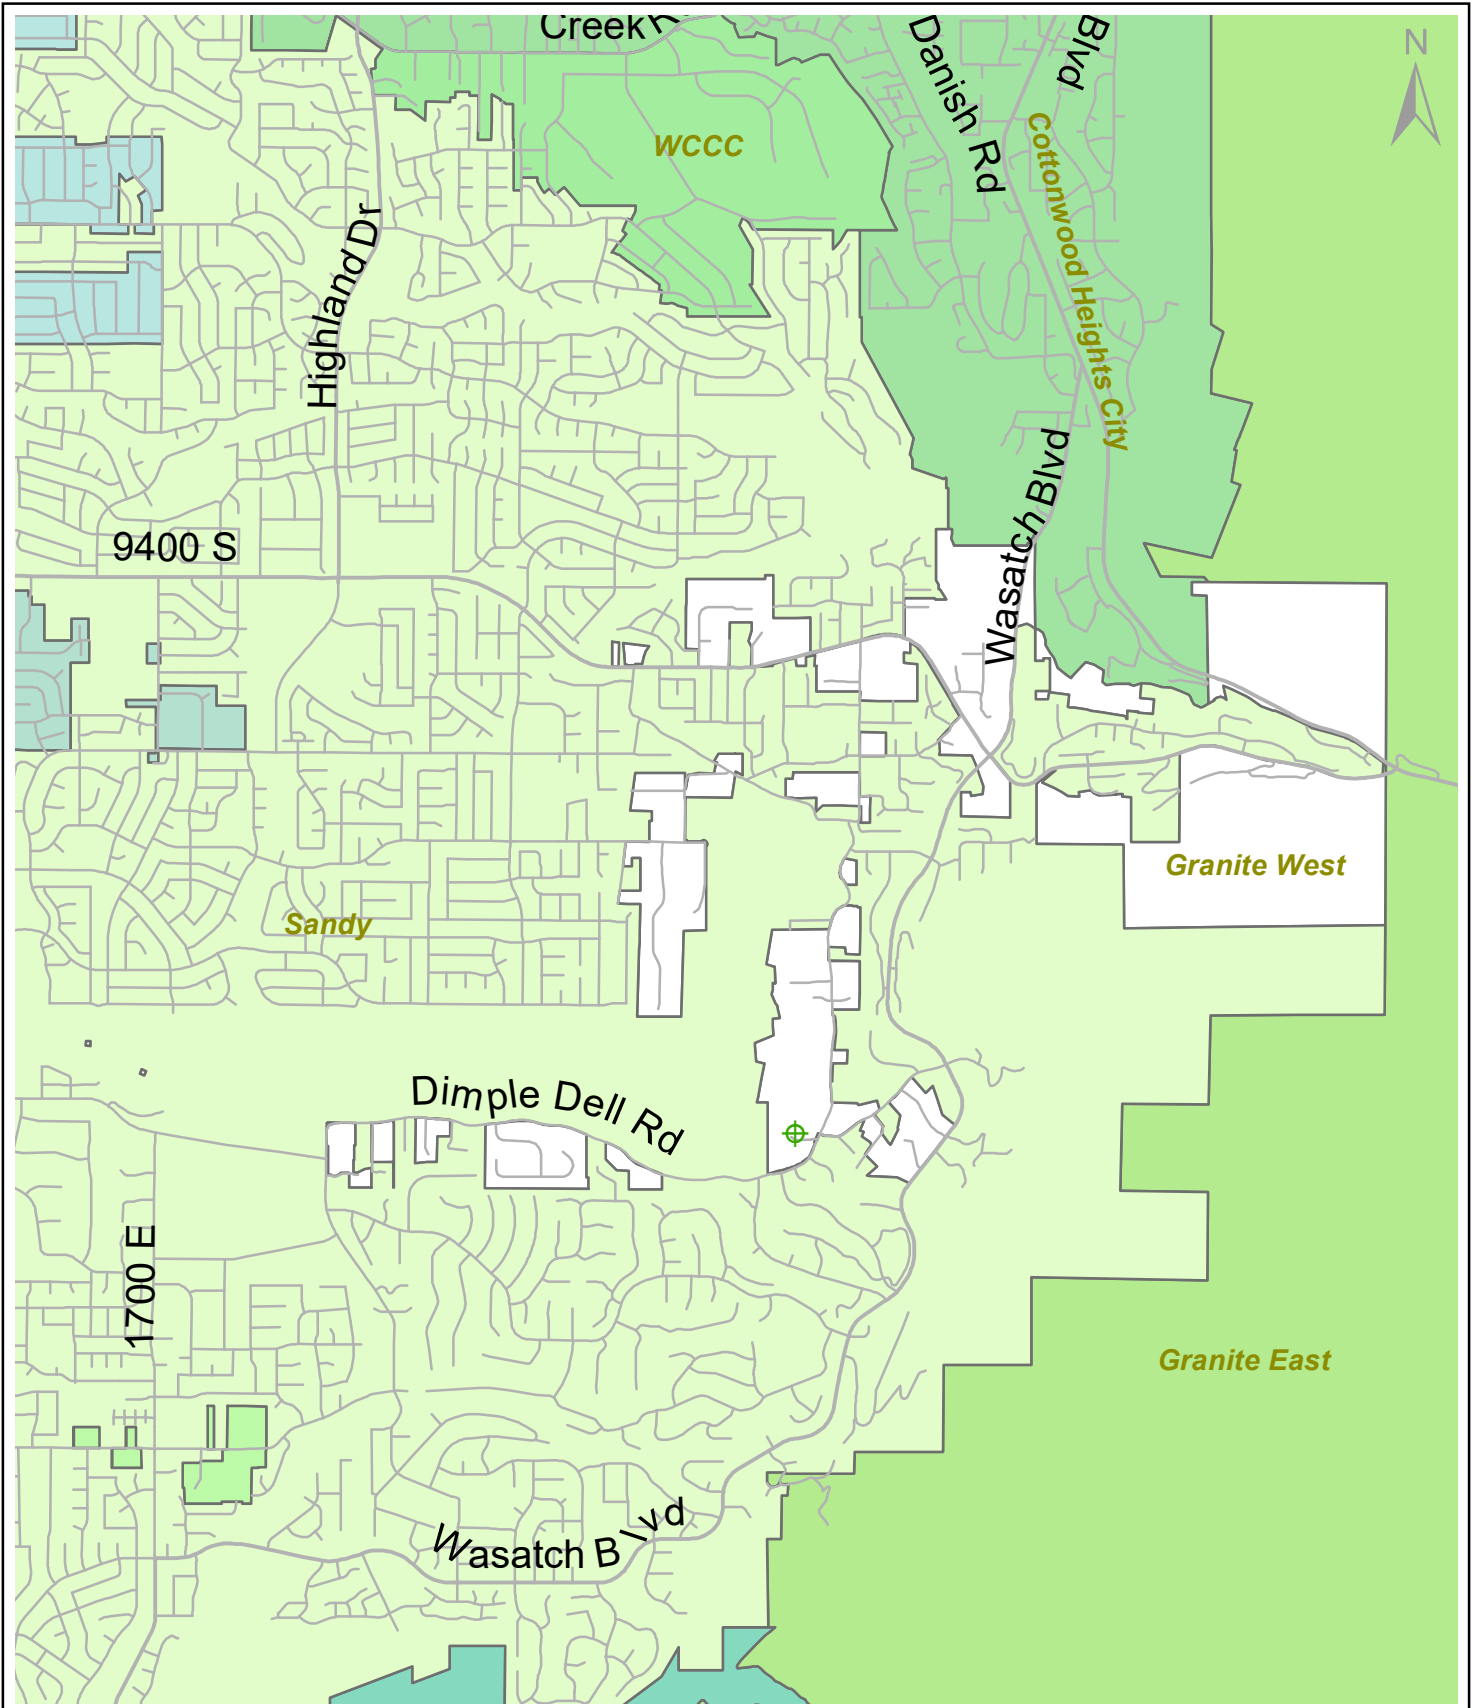 Creek R
Danish Rd
Blvd
N
WCCC
Cottonwood Heights City
Highland Dr
Wasatch Blvd
9400 S
Granite West
Sandy
Dimple Dell Rd
1700 E
Granite East
Wasatch Blvd